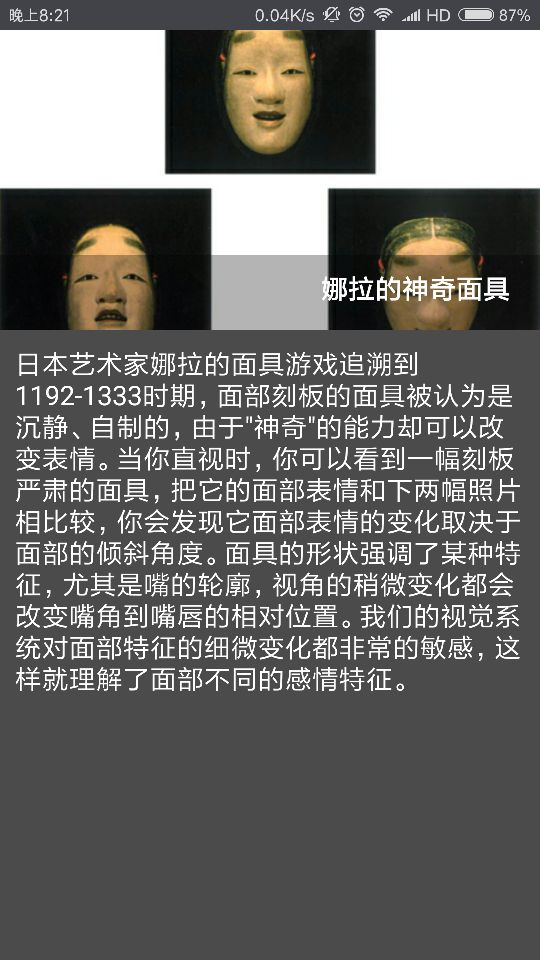 晚上8:21 0.04K/s HD 87%
娜拉的神奇面具
日本艺术家娜拉的面具游戏追溯到
1192-1333时期，面部刻板的面具被认为是
沉静、自制的，由于"神奇"的能力却可以改
变表情。当你直视时，你可以看到一幅刻板
严肃的面具，把它的面部表情和下两幅照片
相比较，你会发现它面部表情的变化取决于
面部的倾斜角度。面具的形状强调了某种特
征，尤其是嘴的轮廓，视角的稍微变化都会
改变嘴角到嘴唇的相对位置。我们的视觉系
统对面部特征的细微变化都非常的敏感，这
样就理解了面部不同的感情特征。